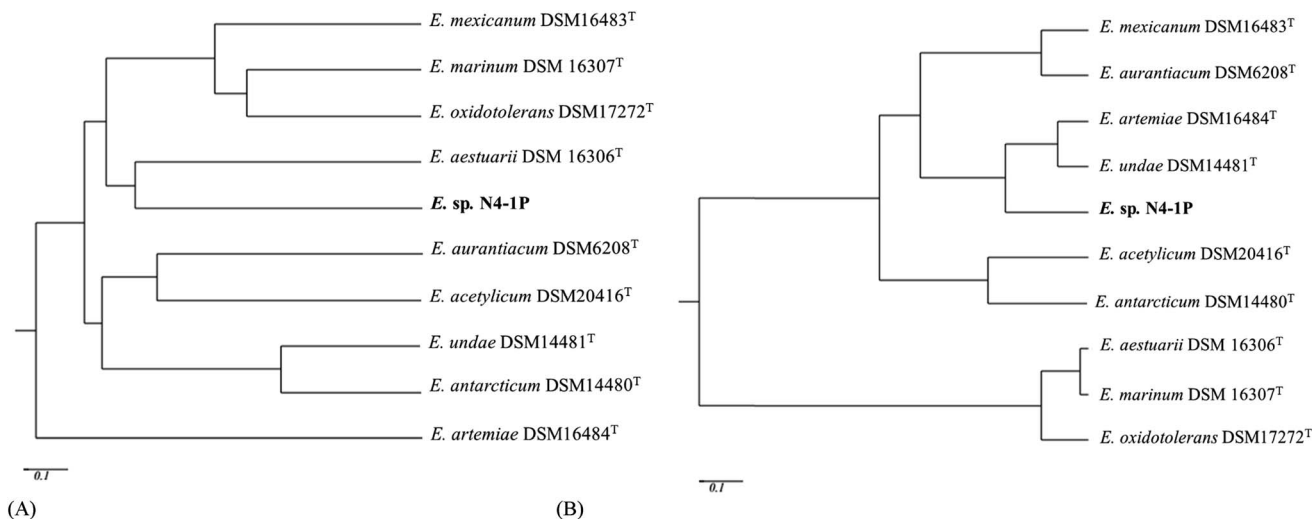 E. mexicanum DSM16483ᵀ
E. marinum DSM 16307ᵀ
E. oxidotolerans DSM17272ᵀ
E. aestuarii DSM 16306ᵀ
E. sp. N4-1P
E. aurantiacum DSM6208ᵀ
E. acetylicum DSM20416ᵀ
E. undae DSM14481ᵀ
E. antarcticum DSM14480ᵀ
E. artemiae DSM16484ᵀ
0.1
(A)
E. mexicanum DSM16483ᵀ
E. aurantiacum DSM6208ᵀ
E. artemiae DSM16484ᵀ
E. undae DSM14481ᵀ
E. sp. N4-1P
E. acetylicum DSM20416ᵀ
E. antarcticum DSM14480ᵀ
E. aestuarii DSM 16306ᵀ
E. marinum DSM 16307ᵀ
E. oxidotolerans DSM17272ᵀ
0.1
(B)